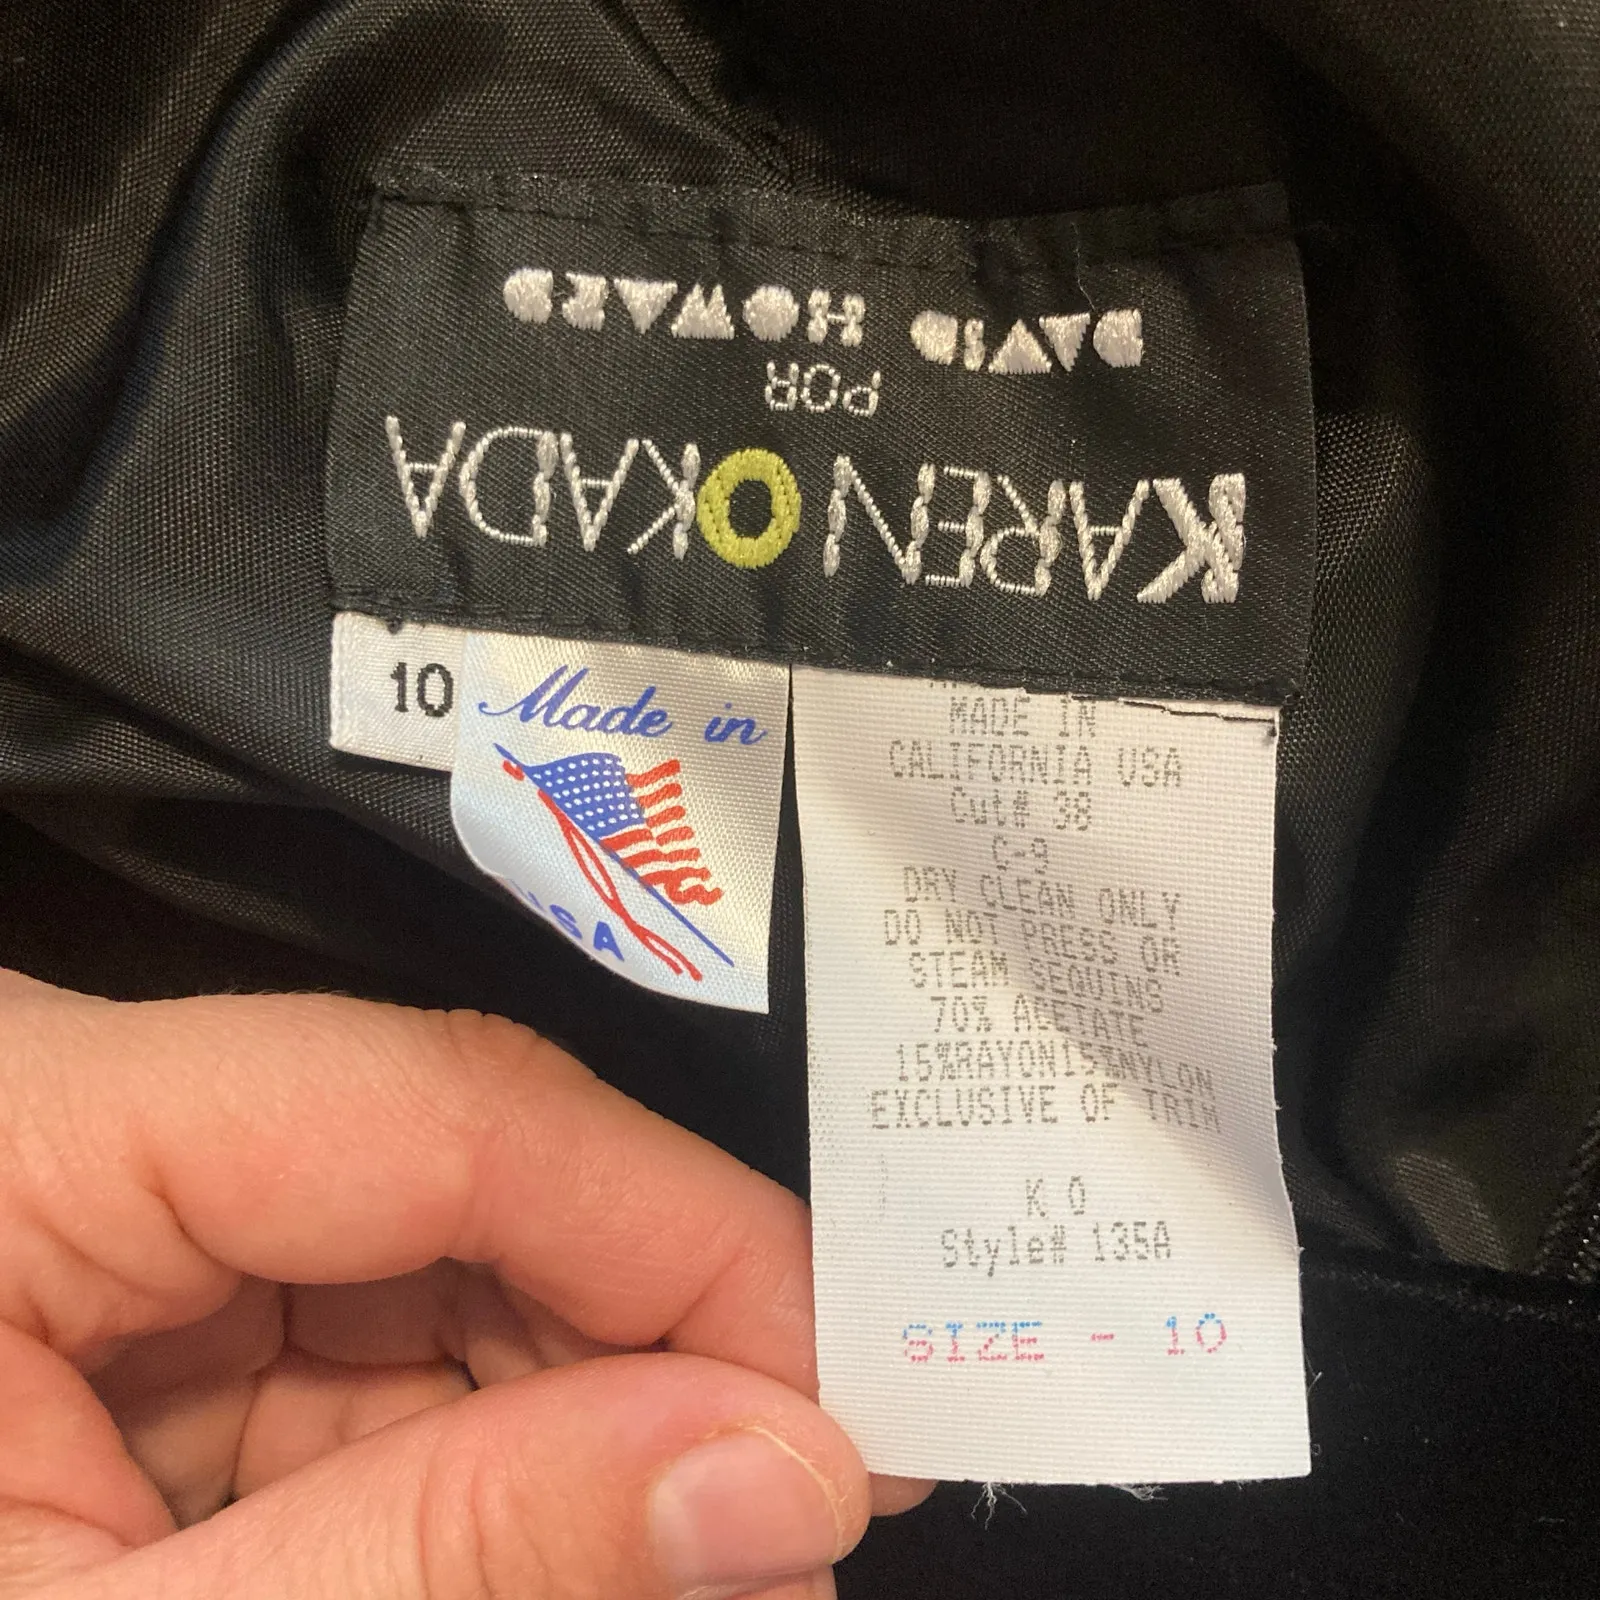 KAREN OKADA
POR
DAVID HOWARD
10
Made in
USA
MADE IN
CALIFORNIA USA
Cut# 38
C-9
DRY CLEAN ONLY
DO NOT PRESS OR
STEAM SEQUINS
70% ACETATE
15%RAYON15%NYLON
EXCLUSIVE OF TRIM
K O
Style# 135A
SIZE - 10